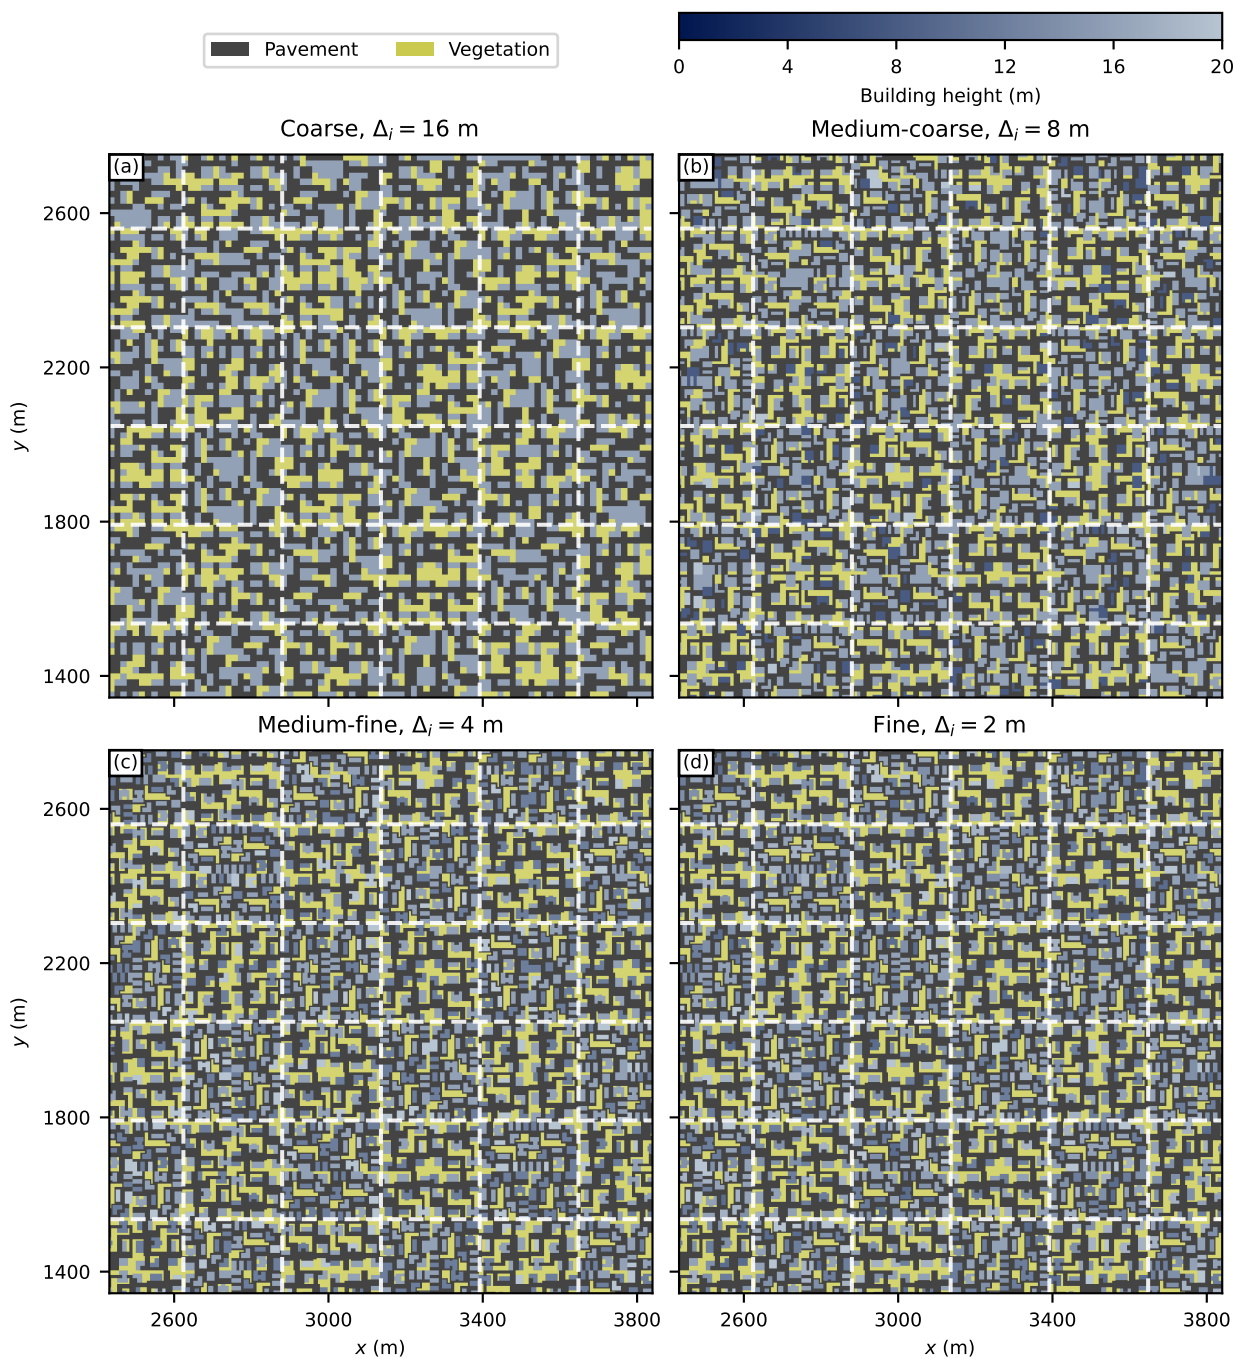 Pavement Vegetation
0 4 8 12 16 20
Building height (m)
Coarse, Δi = 16 m
Medium-coarse, Δi = 8 m
(a)
(b)
2600
2200
1800
1400
y (m)
Medium-fine, Δi = 4 m
Fine, Δi = 2 m
(c)
(d)
2600
2200
1800
1400
y (m)
2600 3000 3400 3800
2600 3000 3400 3800
x (m)
x (m)